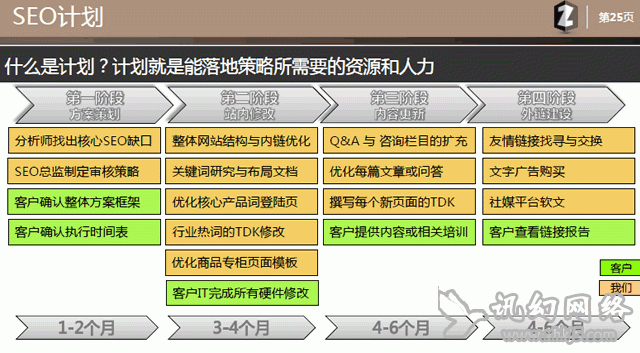 SEO计划
第25页
什么是计划？计划就是能落地策略所需要的资源和人力
第一阶段
方案策划
第二阶段
站内修改
第三阶段
内容更新
第四阶段
外链建设
分析师找出核心SEO缺口
整体网站结构与内链优化
Q&A 与 咨询栏目的扩充
友情链接找寻与交换
SEO总监制定审核策略
关键词研究与布局文档
优化每篇文章或问答
文字广告购买
客户确认整体方案框架
优化核心产品词登陆页
撰写每个新页面的TDK
社媒平台软文
客户确认执行时间表
行业热词的TDK修改
客户提供内容或相关培训
客户查看链接报告
优化商品专柜页面模板
客户IT完成所有硬件修改
客户
我们
讯幻网络
1-2个月
3-4个月
4-6个月
4-6个月